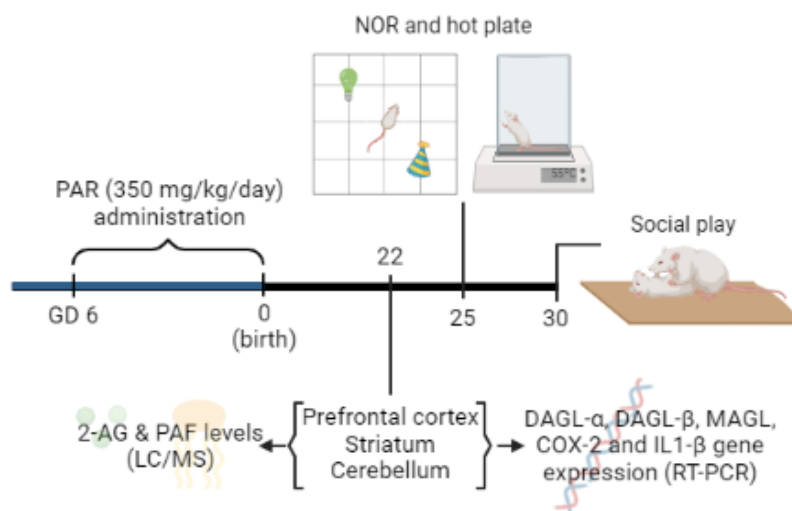 NOR and hot plate
55°C
PAR (350 mg/kg/day)
administration
Social play
22
GD 6
0
(birth)
25
30
2-AG & PAF levels
(LC/MS)
Prefrontal cortex
Striatum
Cerebellum
DAGL-α, DAGL-β, MAGL,
COX-2 and IL1-β gene
expression (RT-PCR)